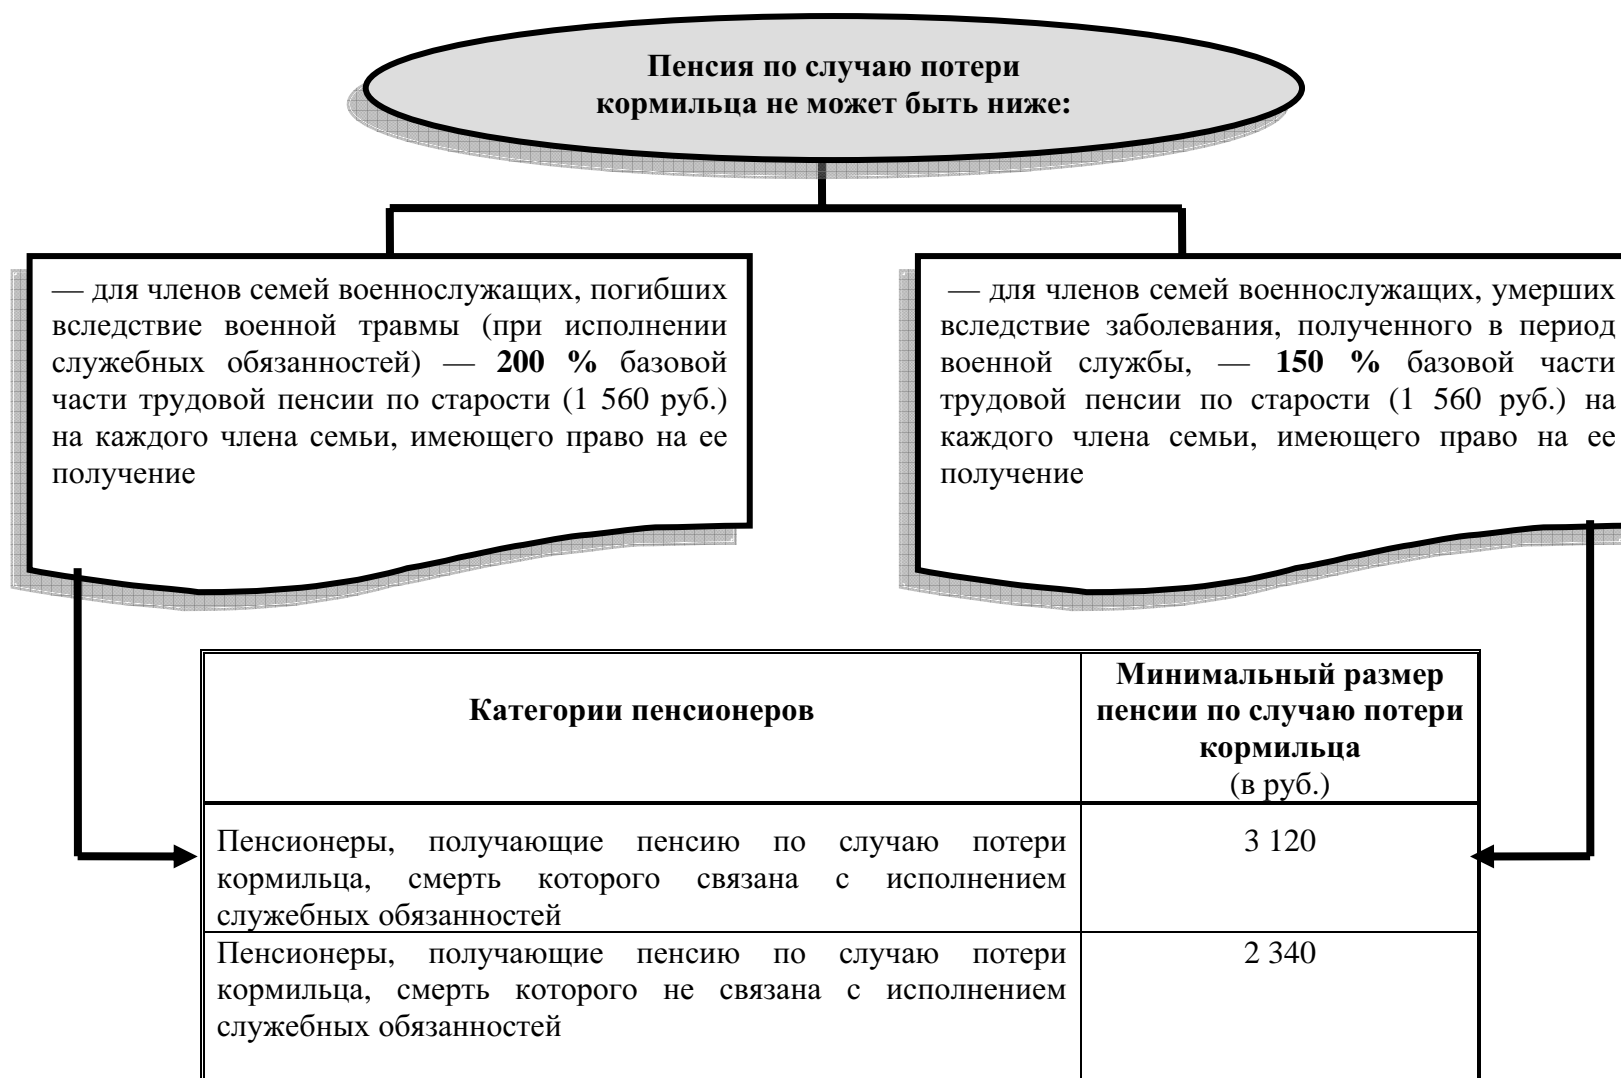 Пенсия по случаю потери
кормильца не может быть ниже:
— для членов семей военнослужащих, погибших
вследствие военной травмы (при исполнении
служебных обязанностей) — 200 % базовой
части трудовой пенсии по старости (1 560 руб.)
на каждого члена семьи, имеющего право на ее
получение
— для членов семей военнослужащих, умерших
вследствие заболевания, полученного в период
военной службы, — 150 % базовой части
трудовой пенсии по старости (1 560 руб.) на
каждого члена семьи, имеющего право на ее
получение
Категории пенсионеров
Минимальный размер
пенсии по случаю потери
кормильца
(в руб.)
Пенсионеры, получающие пенсию по случаю потери
кормильца, смерть которого связана с исполнением
служебных обязанностей
3 120
Пенсионеры, получающие пенсию по случаю потери
кормильца, смерть которого не связана с исполнением
служебных обязанностей
2 340